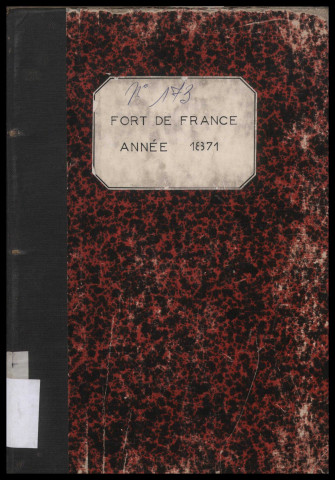 N° 173
FORT DE FRANCE
ANNÉE 1871